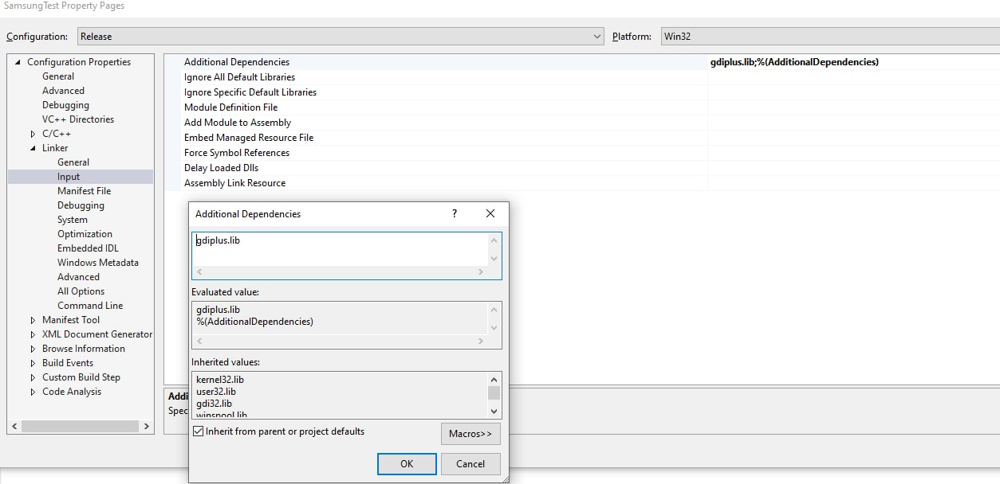 SamsungTest Property Pages
Configuration: Release Platform: Win32
Configuration Properties
General
Advanced
Debugging
VC++ Directories
C/C++
Linker
General
Input
Manifest File
Debugging
System
Optimization
Embedded IDL
Windows Metadata
Advanced
All Options
Command Line
Manifest Tool
XML Document Generator
Browse Information
Build Events
Custom Build Step
Code Analysis
Additional Dependencies gdiplus.lib;%(AdditionalDependencies)
Ignore All Default Libraries
Ignore Specific Default Libraries
Module Definition File
Add Module to Assembly
Embed Managed Resource File
Force Symbol References
Delay Loaded Dlls
Assembly Link Resource
Addi
Spec
Additional Dependencies ?
gdiplus.lib
Evaluated value:
gdiplus.lib
%(AdditionalDependencies)
Inherited values:
kernel32.lib
user32.lib
gdi32.lib
winspool.lib
Inherit from parent or project defaults
Macros>>
OK Cancel